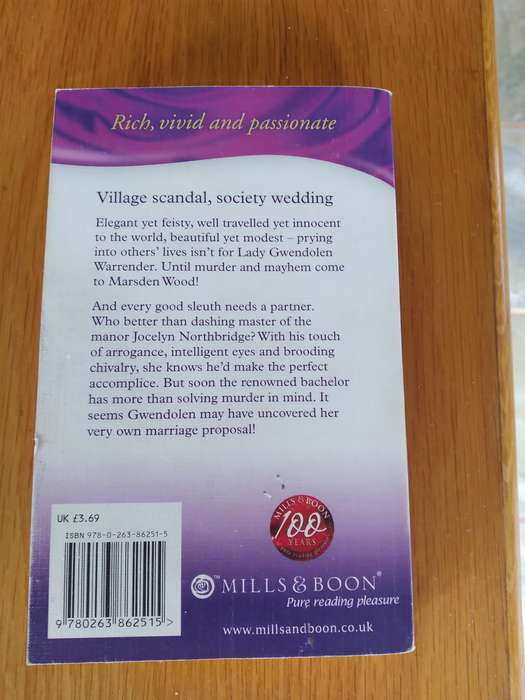 Rich, vivid and passionate
Village scandal, society wedding
Elegant yet feisty, well travelled yet innocent
to the world, beautiful yet modest – prying
into others' lives isn't for Lady Gwendolen
Warrender. Until murder and mayhem come
to Marsden Wood!
And every good sleuth needs a partner.
Who better than dashing master of the
manor Jocelyn Northbridge? With his touch
of arrogance, intelligent eyes and brooding
chivalry, she knows he'd make the perfect
accomplice. But soon the renowned bachelor
has more than solving murder in mind. It
seems Gwendolen may have uncovered her
very own marriage proposal!
UK £3.69
ISBN 978-0-263-86251-5
9 780263 862515 >
MILLS & BOON
100
YEARS
Pure reading pleasure
™ MILLS & BOON®
Pure reading pleasure
www.millsandboon.co.uk